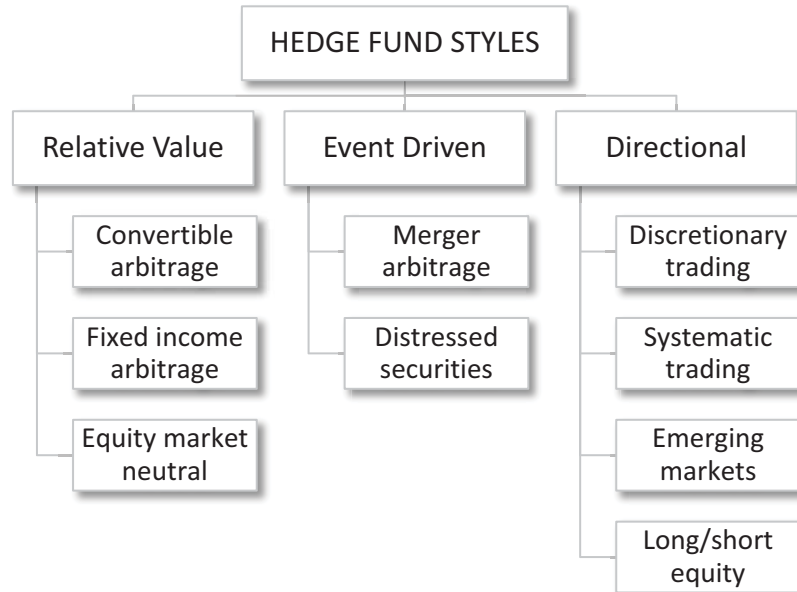 HEDGE FUND STYLES
Relative Value
Convertible
arbitrage
Fixed income
arbitrage
Equity market
neutral
Event Driven
Merger
arbitrage
Distressed
securities
Directional
Discretionary
trading
Systematic
trading
Emerging
markets
Long/short
equity